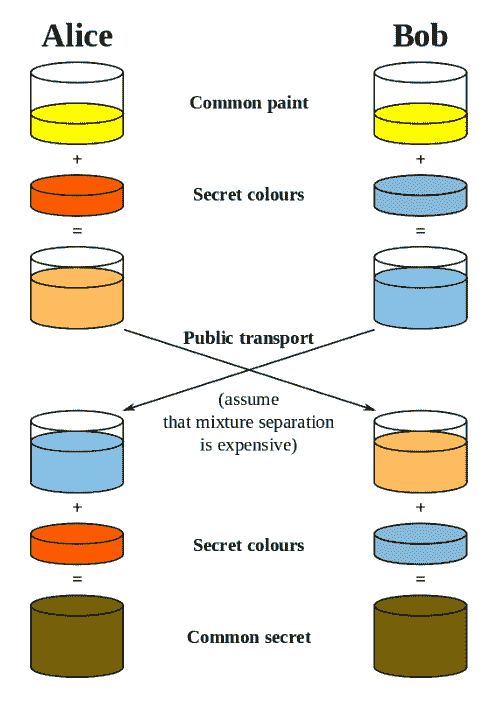 Alice
Bob
Common paint
+
+
Secret colours
=
=
Public transport
(assume
that mixture separation
is expensive)
+
+
Secret colours
=
=
Common secret